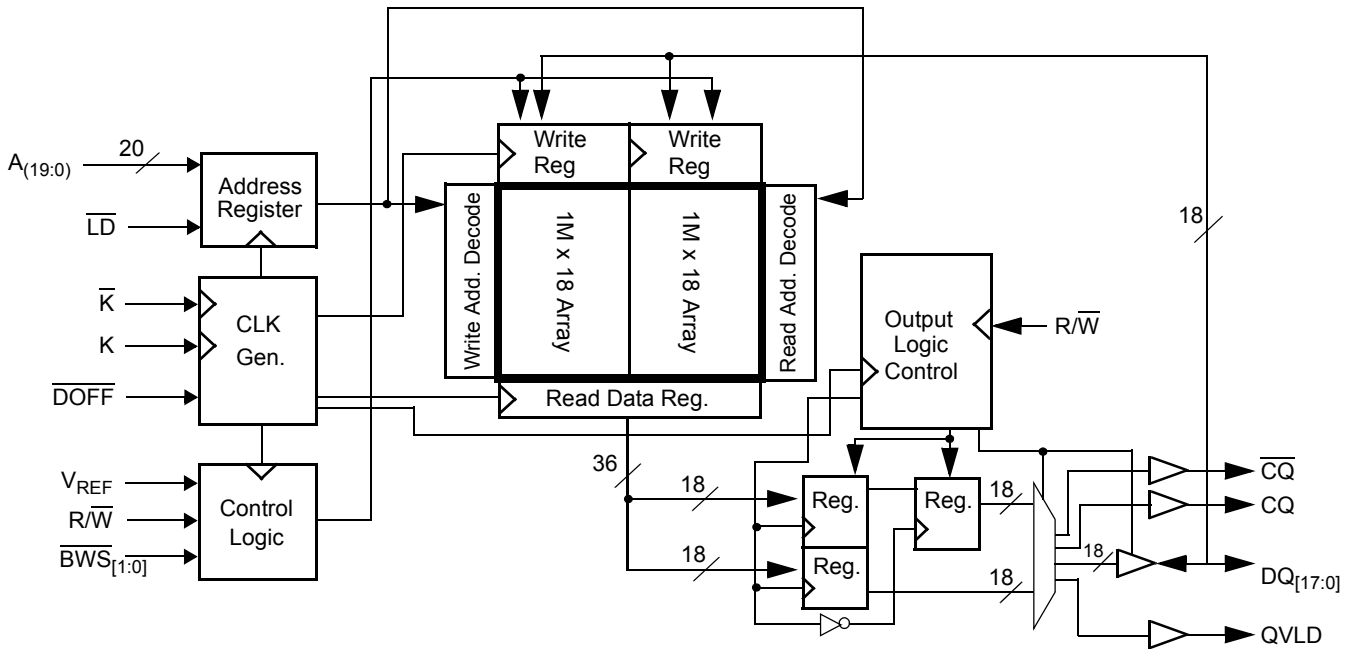 A(19:0)
20
LD
K
K
DOFF
VREF
R/W
BWS[1:0]
Address
Register
CLK
Gen.
Control
Logic
Write
Reg
Write
Reg
Write Add. Decode
1M x 18 Array
1M x 18 Array
Read Add. Decode
Read Data Reg.
Output
Logic
Control
R/W
18
36
18
18
Reg.
Reg.
Reg.
18
18
18
CQ
CQ
DQ[17:0]
QVLD